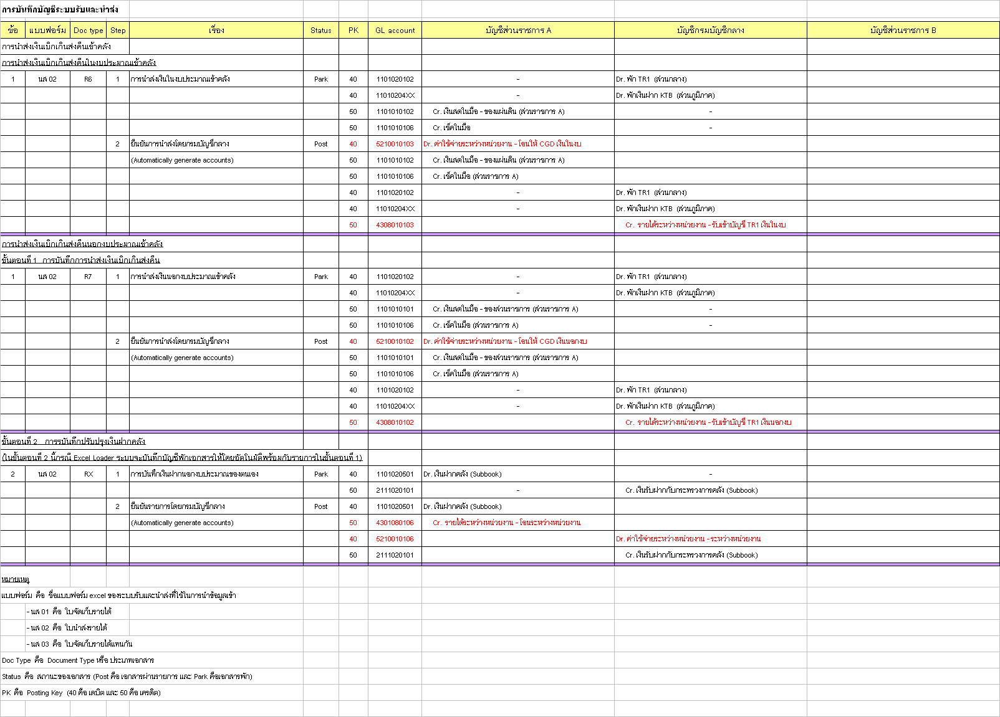 การบันทึกบัญชีระบบรับและนำส่ง
ข้อ แบบฟอร์ม Doc type Step เรื่อง Status PK GL account บัญชีส่วนราชการ A บัญชีกรมบัญชีกลาง บัญชีส่วนราชการ B
การนำส่งเงินเบิกเกินส่งคืนเข้าคลัง
การนำส่งเงินเบิกเกินส่งคืนในงบประมาณเข้าคลัง
1 นส 02 R6 1 การนำส่งเงินในงบประมาณเข้าคลัง Park 40 1101020102 - Dr. พัก TR1 (ส่วนกลาง)
40 11010204XX - Dr. พักเงินฝาก KTB (ส่วนภูมิภาค)
50 1101010102 Cr. เงินสดในมือ - ของแผ่นดิน (ส่วนราชการ A) -
50 1101010106 Cr. เช็คในมือ -
2 ยืนยันการนำส่งโดยกรมบัญชีกลาง Post 40 5210010103 Dr. ค่าใช้จ่ายระหว่างหน่วยงาน - โอนให้ CGD เงินในงบ
(Automatically generate accounts) 50 1101010102 Cr. เงินสดในมือ - ของแผ่นดิน (ส่วนราชการ A)
50 1101010106 Cr. เช็คในมือ (ส่วนราชการ A)
40 1101020102 - Dr. พัก TR1 (ส่วนกลาง)
40 11010204XX - Dr. พักเงินฝาก KTB (ส่วนภูมิภาค)
50 4308010103 Cr. รายได้ระหว่างหน่วยงาน -รับเข้าบัญชี TR1 เงินในงบ
การนำส่งเงินเบิกเกินส่งคืนนอกงบประมาณเข้าคลัง
ขั้นตอนที่ 1 การบันทึกการนำส่งเงินเบิกเกินส่งคืน
1 นส 02 R7 1 การนำส่งเงินนอกงบประมาณเข้าคลัง Park 40 1101020102 - Dr. พัก TR1 (ส่วนกลาง)
40 11010204XX - Dr. พักเงินฝาก KTB (ส่วนภูมิภาค)
50 1101010101 Cr. เงินสดในมือ - ของส่วนราชการ (ส่วนราชการ A) -
50 1101010106 Cr. เช็คในมือ (ส่วนราชการ A) -
2 ยืนยันการนำส่งโดยกรมบัญชีกลาง Post 40 5210010102 Dr. ค่าใช้จ่ายระหว่างหน่วยงาน - โอนให้ CGD เงินนอกงบ
(Automatically generate accounts) 50 1101010101 Cr. เงินสดในมือ - ของส่วนราชการ (ส่วนราชการ A)
50 1101010106 Cr. เช็คในมือ (ส่วนราชการ A)
40 1101020102 - Dr. พัก TR1 (ส่วนกลาง)
40 11010204XX - Dr. พักเงินฝาก KTB (ส่วนภูมิภาค)
50 4308010102 Cr. รายได้ระหว่างหน่วยงาน -รับเข้าบัญชี TR1 เงินนอกงบ
ขั้นตอนที่ 2 การรบันทึกปรับปรุงเงินฝากคลัง
(ในขั้นตอนที่ 2 นี้กรณี Excel Loader ระบบจะบันทึกบัญชีพักเอกสารให้โดยอัตโนมัติพร้อมกับรายการในขั้นตอนที่ 1)
2 นส 02 RX 1 การบันทึกเงินฝากนอกงบประมาณของตนเอง Park 40 1101020501 Dr. เงินฝากคลัง (Subbook) -
50 2111020101 - Cr. เงินรับฝากกับกระทรวงการคลัง (Subbook)
2 ยืนยันรายการโดยกรมบัญชีกลาง Post 40 1101020501 Dr. เงินฝากคลัง (Subbook)
(Automatically generate accounts) 50 4301080106 Cr. รายได้ระหว่างหน่วยงาน - โอนระหว่างหน่วยงาน
40 5210010106 Dr. ค่าใช้จ่ายระหว่างหน่วยงาน -ระหว่างหน่วยงาน
50 2111020101 Cr. เงินรับฝากกับกระทรวงการคลัง (Subbook)
หมายเหตุ
แบบฟอร์ม คือ ชื่อแบบฟอร์ม excel ของระบบรับและนำส่งที่ใช้ในการนำข้อมูลเข้า
- นส 01 คือ ใบจัดเก็บรายได้
- นส 02 คือ ใบนำส่งรายได้
- นส 03 คือ ใบจัดเก็บรายได้แทนกัน
Doc Type คือ Document Type หรือ ประเภทเอกสาร
Status คือ สถานะของเอกสาร (Post คือ เอกสารผ่านรายการ และ Park คือเอกสารพัก)
PK คือ Posting Key (40 คือ เดบิต และ 50 คือ เครดิต)